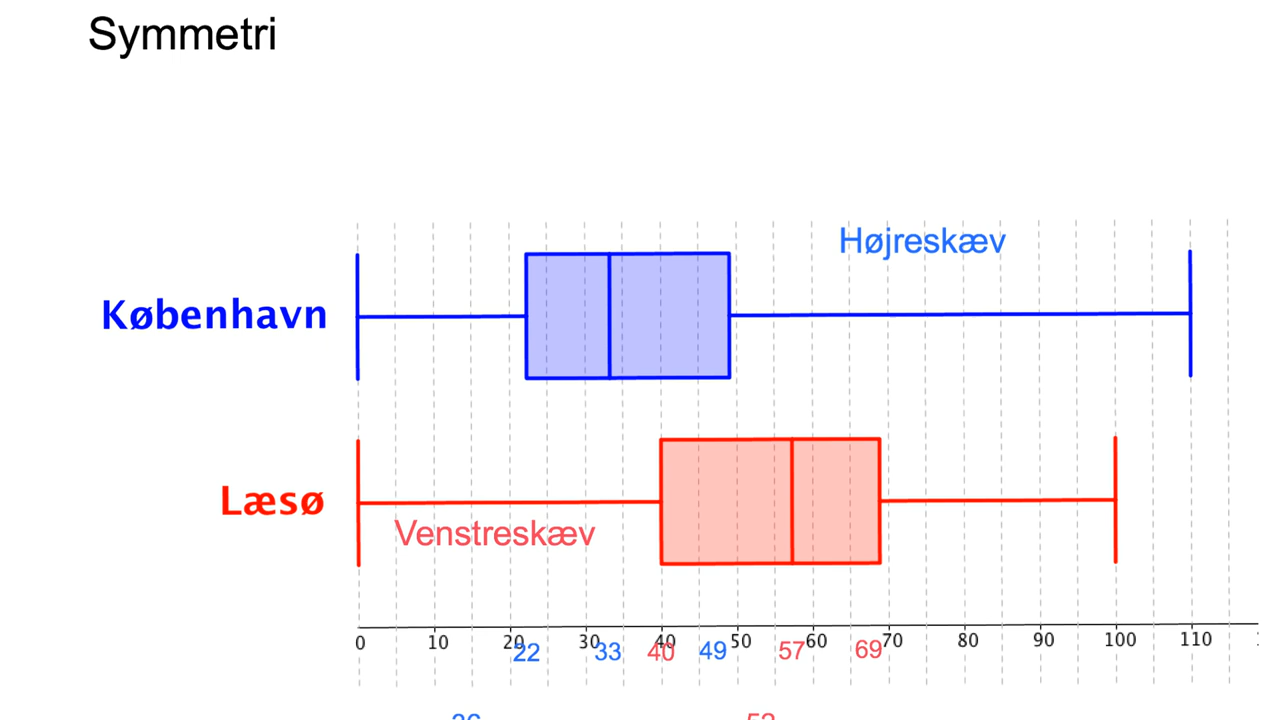 Symmetri
Højreskæv
København
Læsø
Venstreskæv
0 10 20 30 40 50 60 70 80 90 100 110
22 33 40 49 57 69